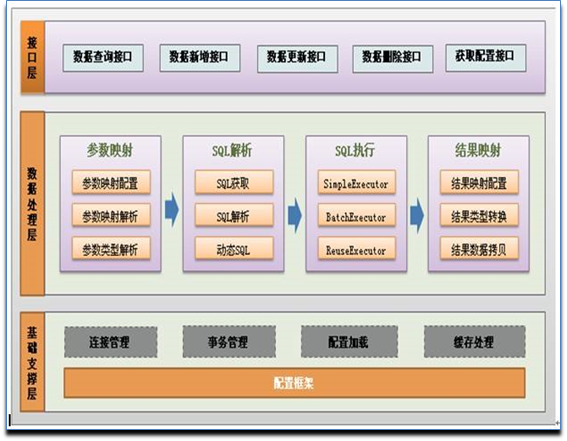 接口层
数据查询接口 数据新增接口 数据更新接口 数据删除接口 获取配置接口
数据处理层
参数映射 SQL解析 SQL执行 结果映射
参数映射配置 SQL获取 SimpleExecutor 结果映射配置
参数映射解析 SQL解析 BatchExecutor 结果类型转换
参数类型解析 动态SQL ReuseExecutor 结果数据拷贝
基础支撑层
连接管理 事务管理 配置加载 缓存处理
配置框架